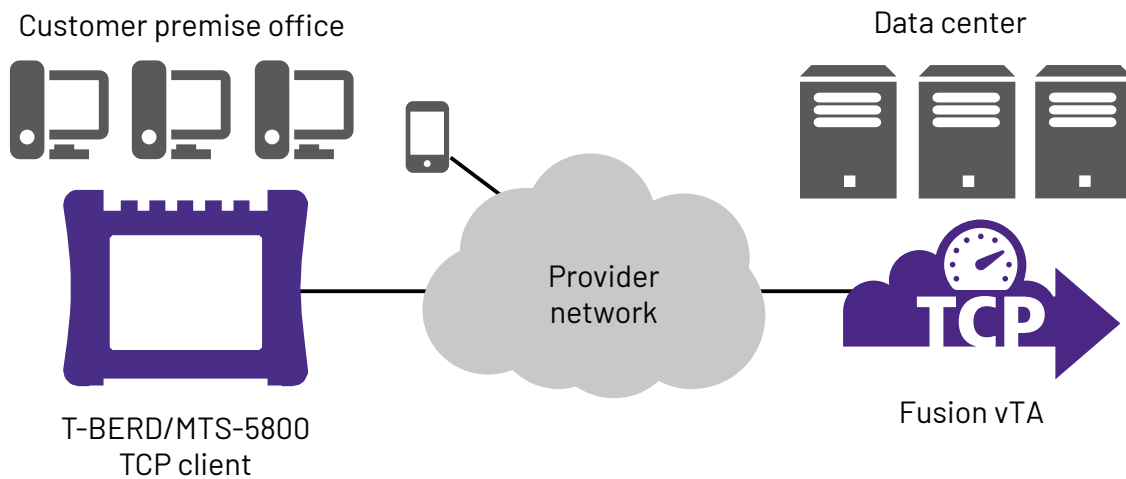 Customer premise office
Data center
Provider
network
TCP
T-BERD/MTS-5800
TCP client
Fusion vTA